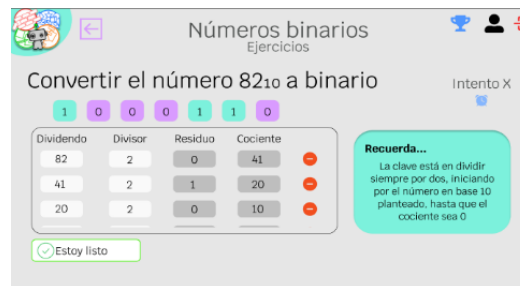 Números binarios
Ejercicios
Convertir el número 82₁₀ a binario
Intento X
1 0 0 0 1 1 0
Dividendo Divisor Residuo Cociente
82 2 0 41
41 2 1 20
20 2 0 10
Recuerda...
La clave está en dividir
siempre por dos, iniciando
por el número en base 10
planteado, hasta que el
cociente sea 0
Estoy listo